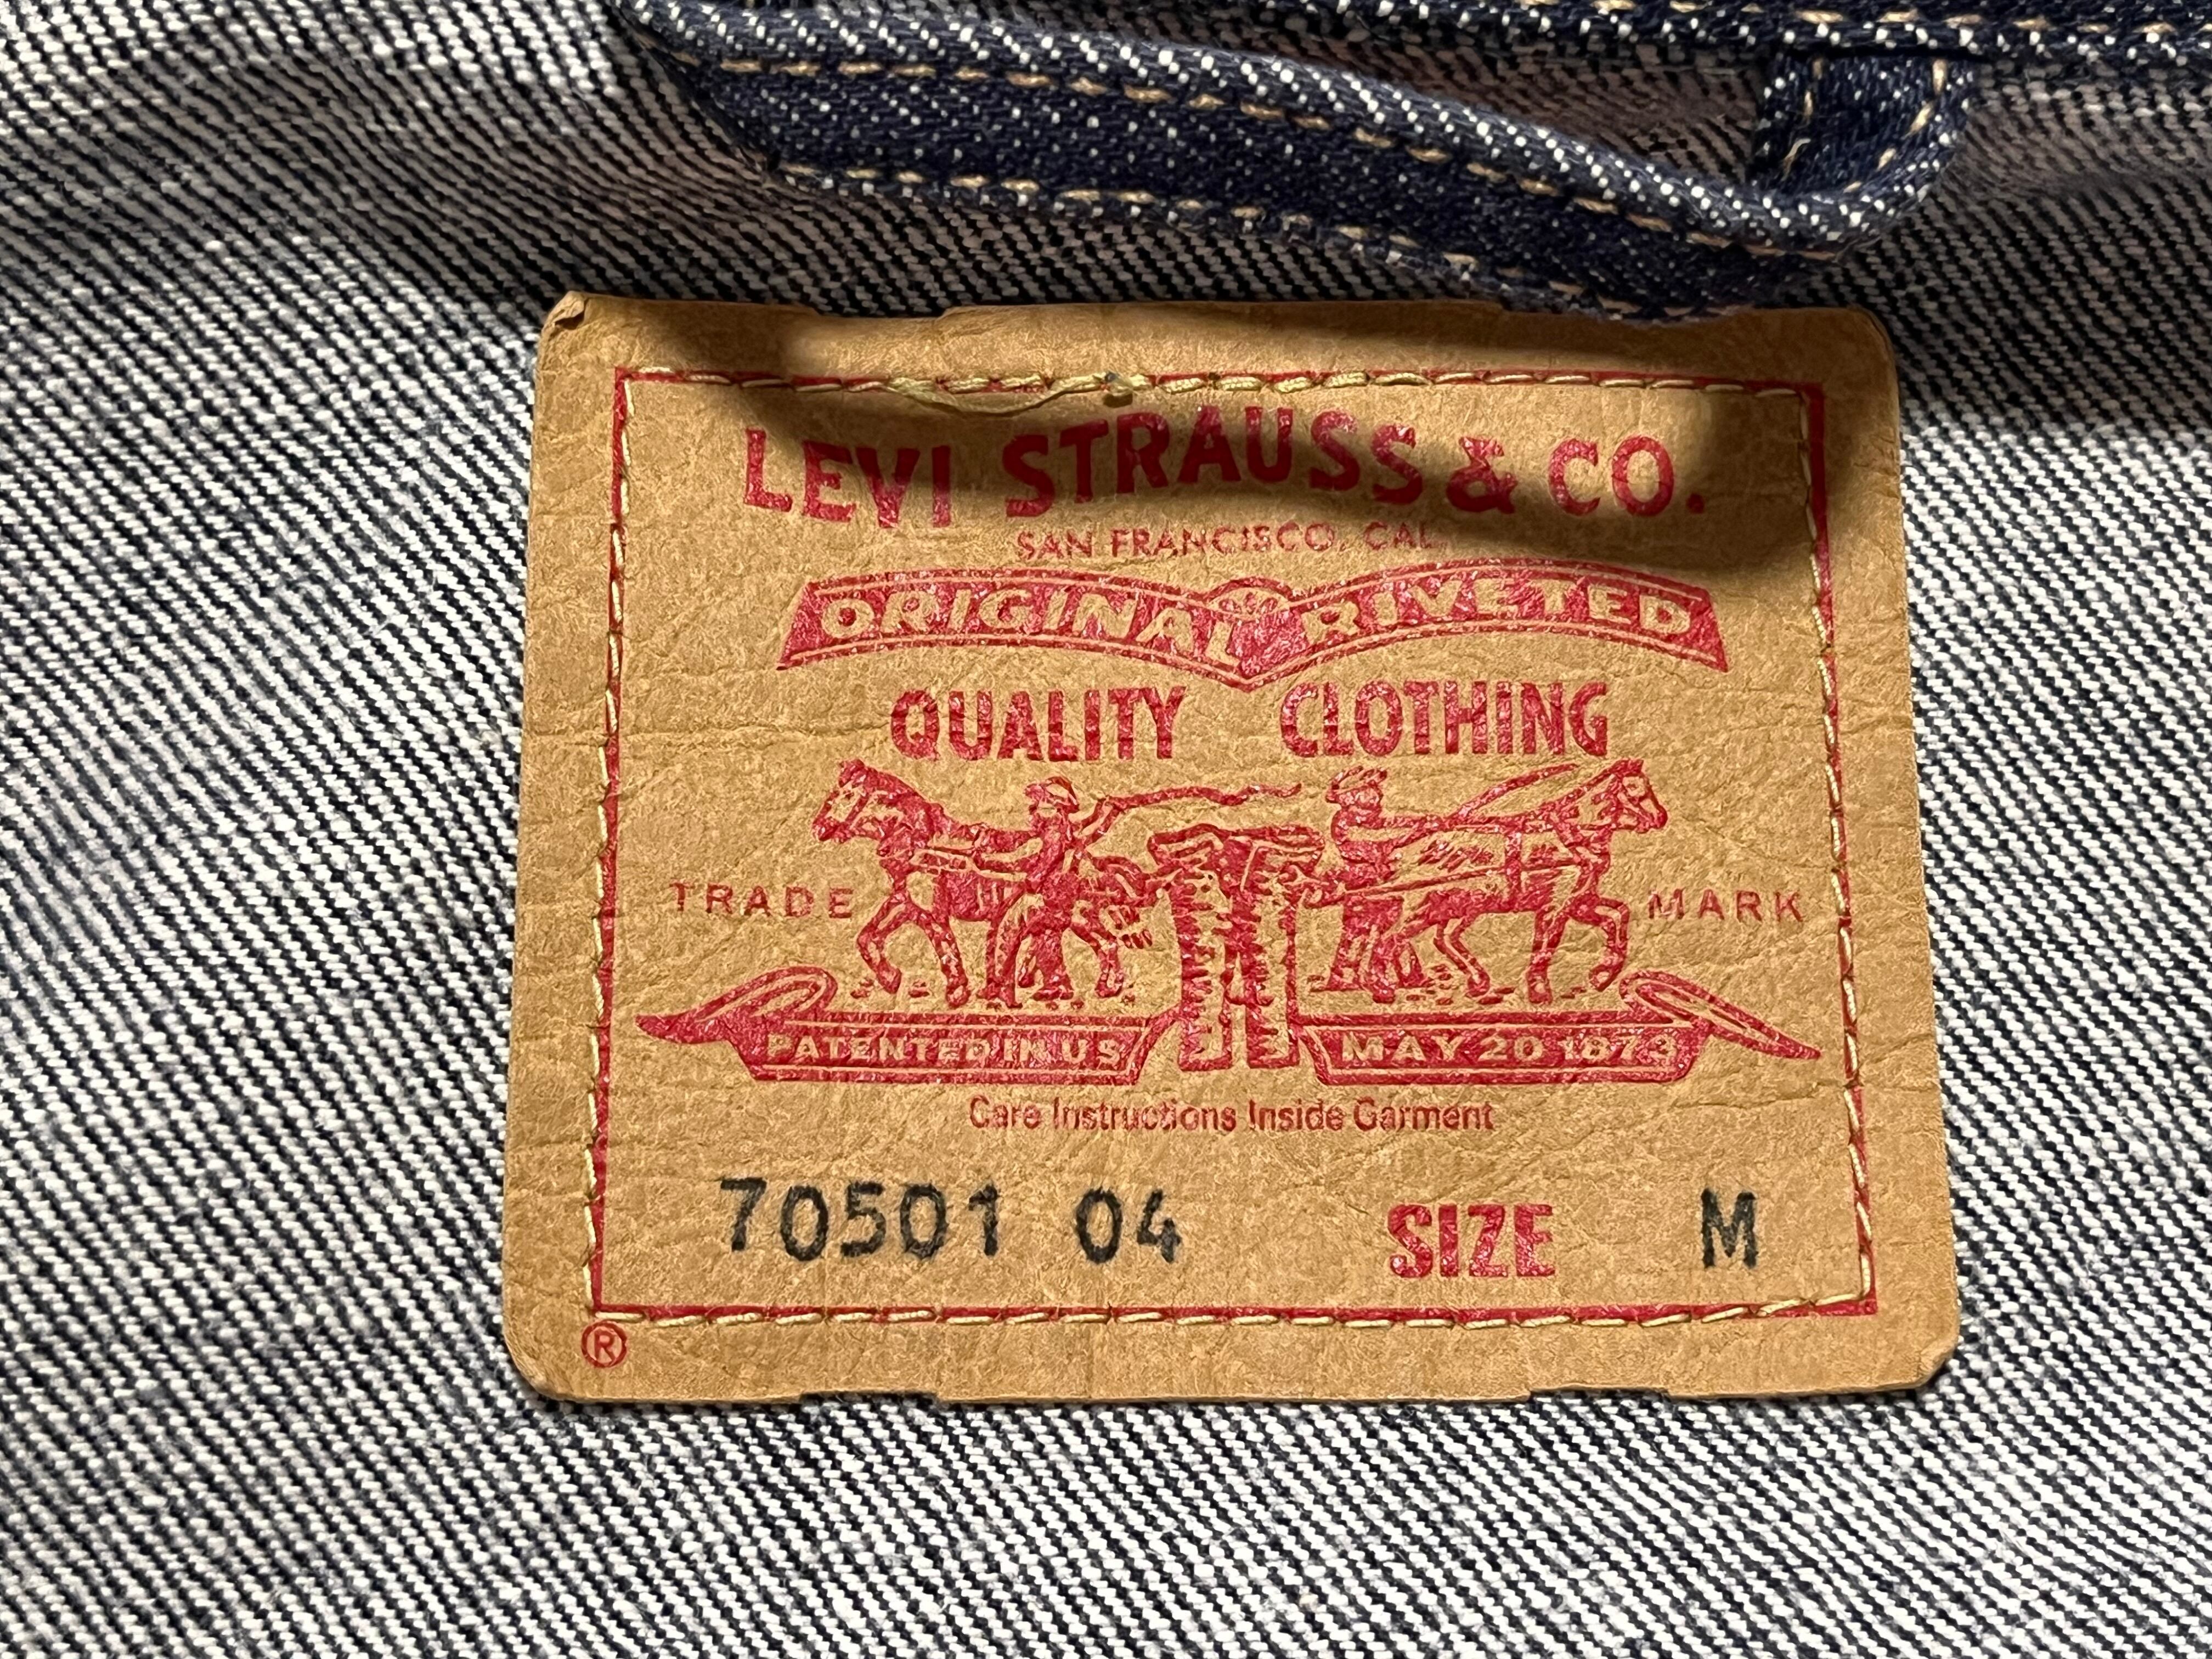 LEVI STRAUSS & CO.
SAN FRANCISCO, CAL.
ORIGINAL RIVETED
QUALITY CLOTHING
TRADE MARK
PATENTED IN US MAY 20 1873
Care Instructions Inside Garment
70501 04 SIZE M
®